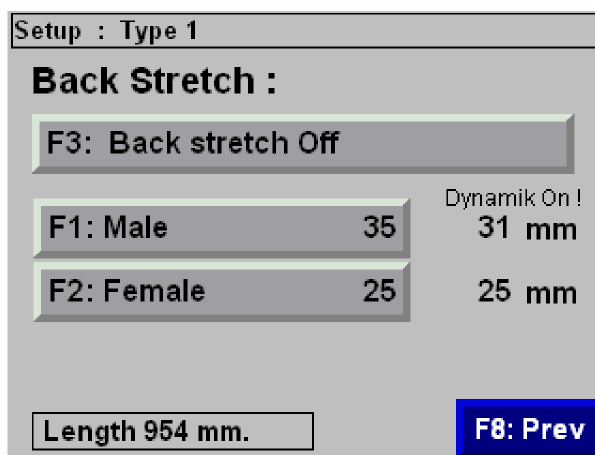 Setup : Type 1
Back Stretch :
F3: Back stretch Off
Dynamik On !
F1: Male 35 31 mm
F2: Female 25 25 mm
Length 954 mm.
F8: Prev